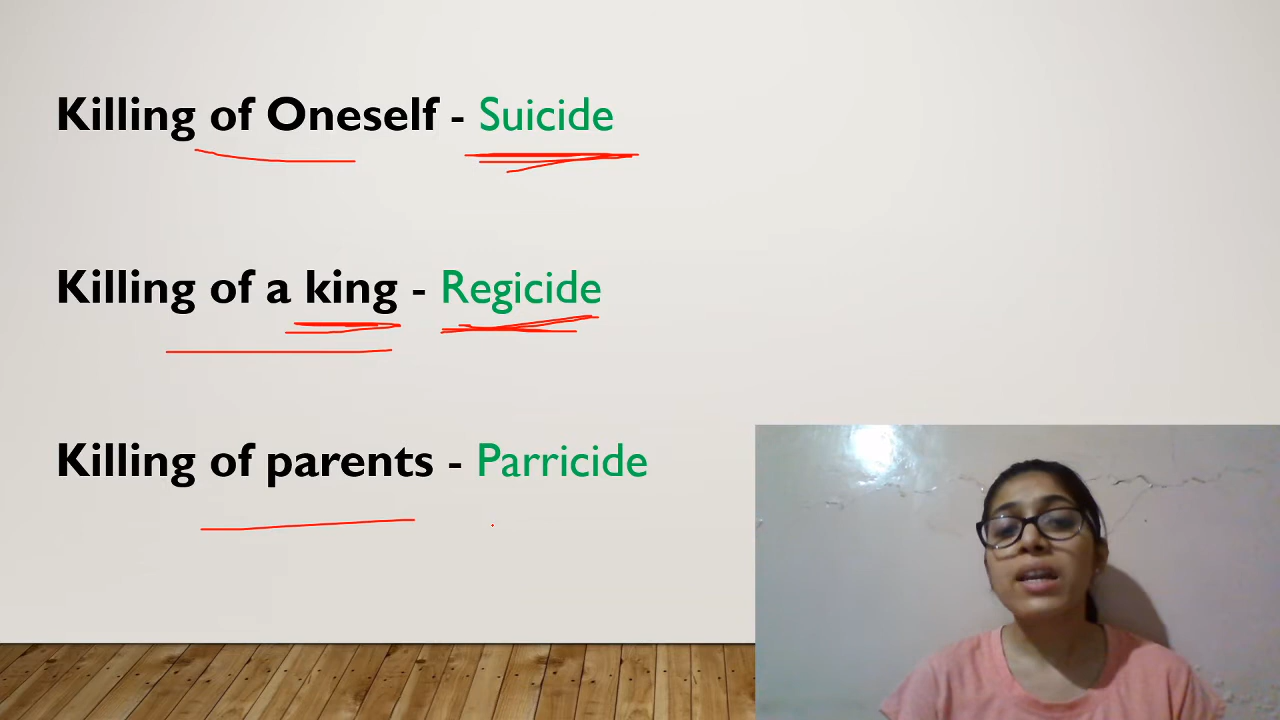 Killing of Oneself - Suicide
Killing of a king - Regicide
Killing of parents - Parricide